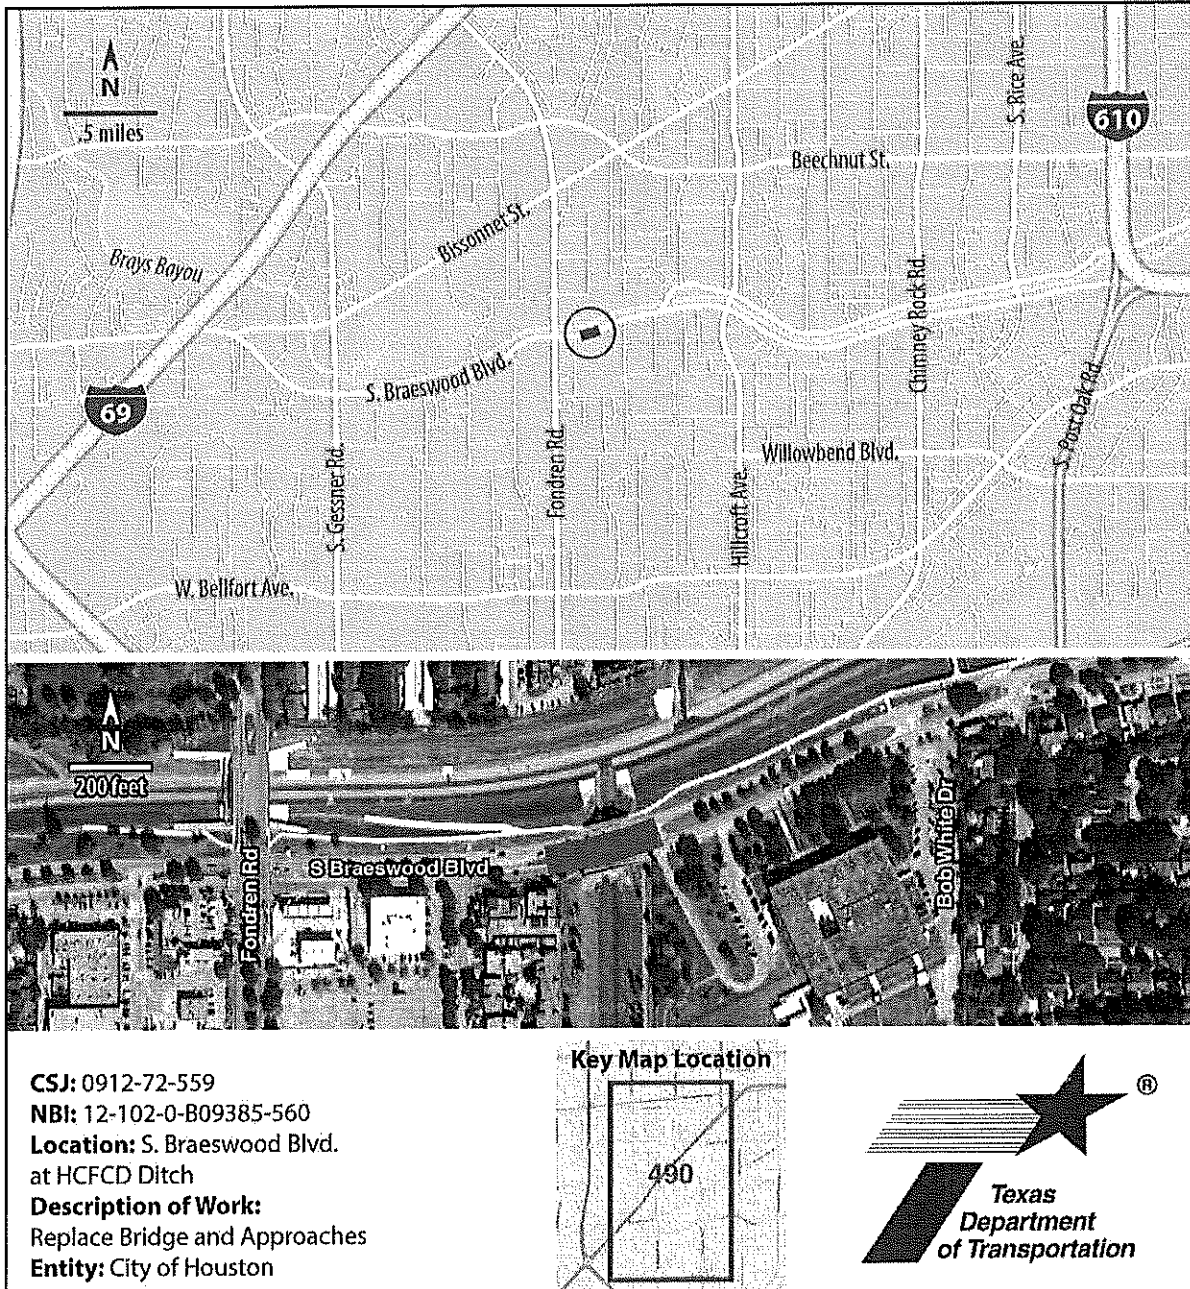 N
.5 miles
S. Rice Ave.
610
Beechnut St.
Bissonnet St.
Brays Bayou
Chimney Rock Rd.
S. Braeswood Blvd.
69
S. Post Oak Rd.
Fondren Rd.
Willowbend Blvd.
S. Gessner Rd.
Hillcroft Ave.
W. Bellfort Ave.
N
200 feet
S Braeswood Blvd
Fondren Rd
BobWhite Dr
CSJ: 0912-72-559
NBI: 12-102-0-B09385-560
Location: S. Braeswood Blvd.
at HCFCD Ditch
Description of Work:
Replace Bridge and Approaches
Entity: City of Houston
Key Map Location
490
®
Texas
Department
of Transportation